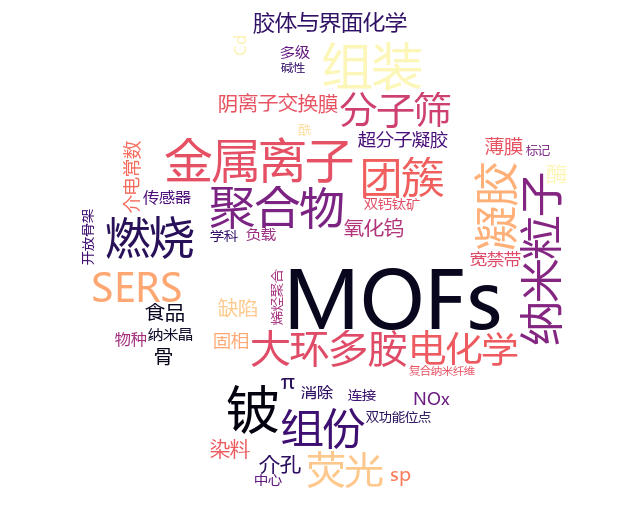 胶体与界面化学
Cd
多级
碱性
组装
阴离子交换膜
分子筛
酯
超分子凝胶
薄膜
标记
介电常数
金属离子
团簇
凝胶
酶
传感器
聚合物
双钙钛矿
纳米粒子
开放骨架
燃烧
学科
负载
氧化钨
宽禁带
SERS
食品
缺陷
烯烃聚合
MOFs
物种
纳米晶
骨
固相
大环多胺
电化学
复合纳米纤维
铍
π
消除
连接
NOx
组份
双功能位点
染料
介孔
中心
荧光
sp